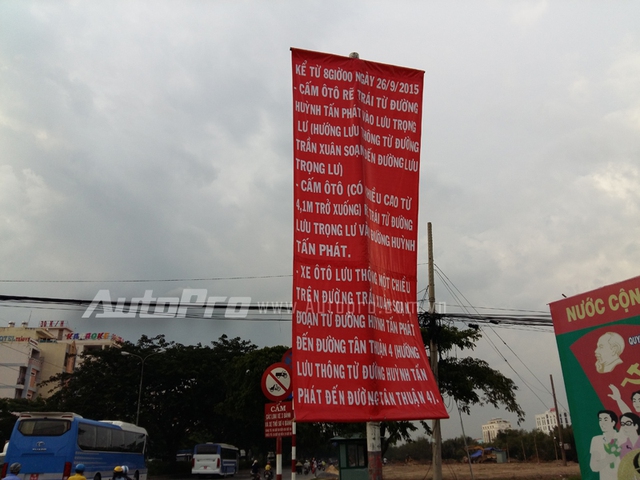 KỂ TỪ 8GIỜ00 NGÀY 26/9/2015
- CẤM ÔTÔ RẼ TRÁI TỪ ĐƯỜNG
HUỲNH TẤN PHÁT VÀO LƯU TRỌNG
LƯ (HƯỚNG LƯU THÔNG TỪ ĐƯỜNG
TRẦN XUÂN SOẠN ĐẾN ĐƯỜNG LƯU
TRỌNG LƯ)
- CẤM ÔTÔ (CÓ CHIỀU CAO TỪ
4,1M TRỞ XUỐNG) RẼ TRÁI TỪ ĐƯỜNG
LƯU TRỌNG LƯ VÀO ĐƯỜNG HUỲNH
TẤN PHÁT.
- XE ÔTÔ LƯU THÔNG MỘT CHIỀU
TRÊN ĐƯỜNG TRẦN XUÂN SOẠN
ĐOẠN TỪ ĐƯỜNG HUỲNH TẤN PHÁT
ĐẾN ĐƯỜNG TÂN THUẬN 4 (HƯỚNG
LƯU THÔNG TỪ ĐƯỜNG HUỲNH TẤN
PHÁT ĐẾN ĐƯỜNG TÂN THUẬN 4).
AutoPro
NƯỚC CỘN
QUY
CẤM